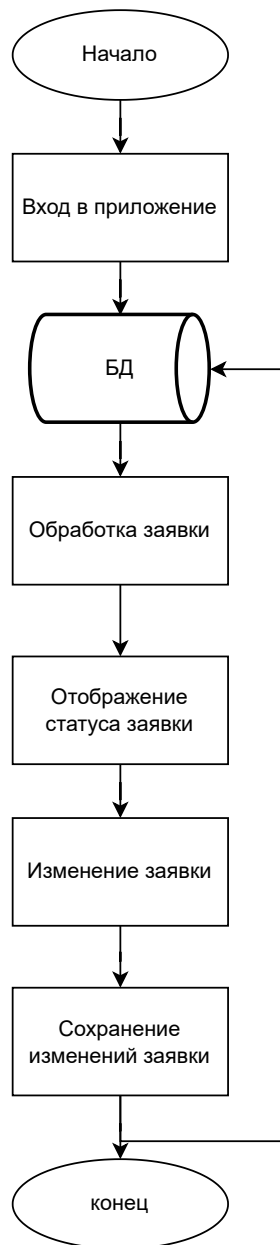 Начало
Вход в приложение
БД
Обработка заявки
Отображение
статуса заявки
Изменение заявки
Сохранение
изменений заявки
конец